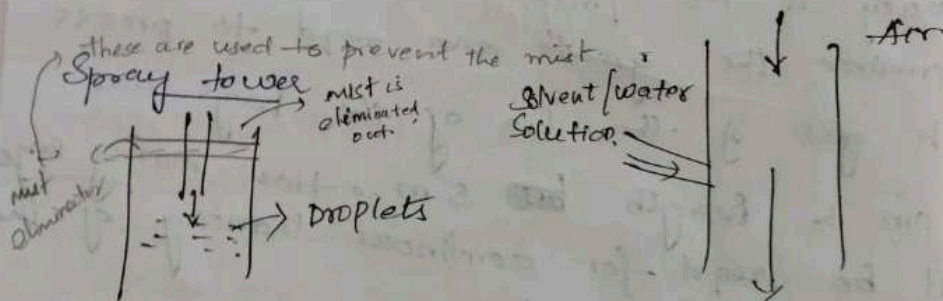 these are used to prevent the mist
Spray tower
mist is
eliminated
out.
mist
eliminator
Droplets
Solvent/water
Solution.